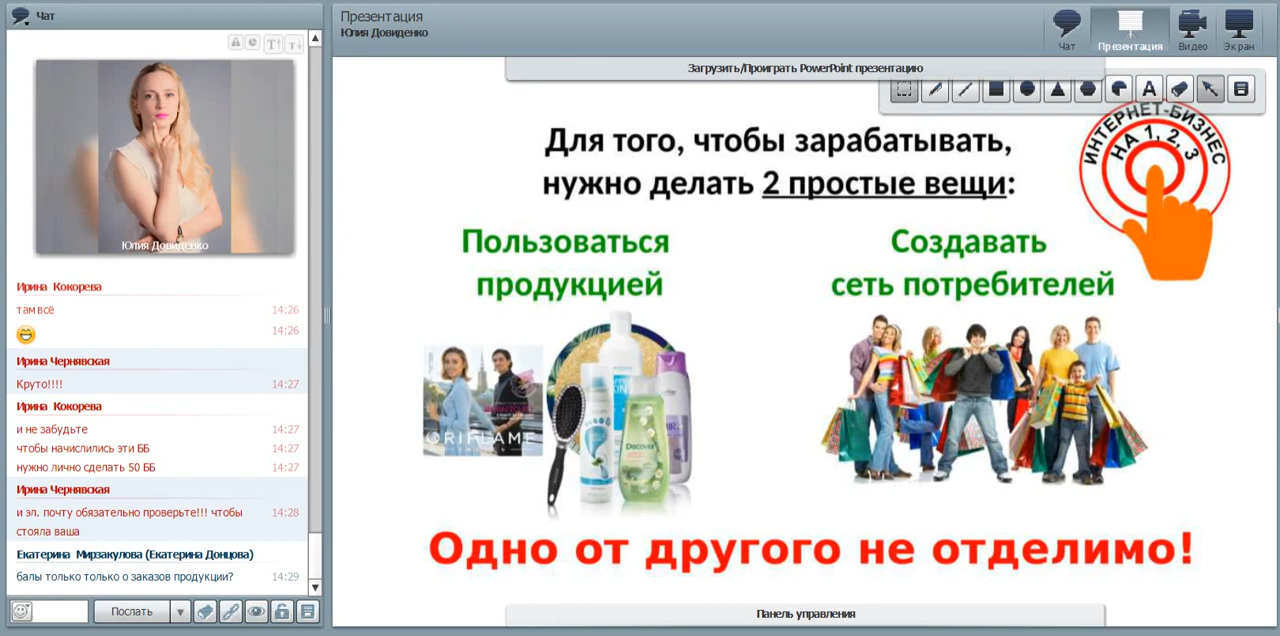 Чат
Юлия Довиденко
Ирина Кокорева
там всё 14:26
14:26
Ирина Чернявская
Круто!!!! 14:27
Ирина Кокорева
и не забудьте 14:27
чтобы начислились эти ББ 14:27
нужно лично сделать 50 ББ 14:27
Ирина Чернявская
и эл. почту обязательно проверьте!!! чтобы 14:28
стояла ваша
Екатерина Мирзакулова (Екатерина Донцова)
балы только только о заказов продукции? 14:29
Послать
Презентация
Юлия Довиденко
Чат
Презентация
Видео
Экран
Загрузить/Проиграть PowerPoint презентацию
ИНТЕРНЕТ-БИЗНЕС
НА 1, 2, 3
Для того, чтобы зарабатывать,
нужно делать 2 простые вещи:
Пользоваться
продукцией
Создавать
сеть потребителей
ORIFLAME
Discover
Одно от другого не отделимо!
Панель управления